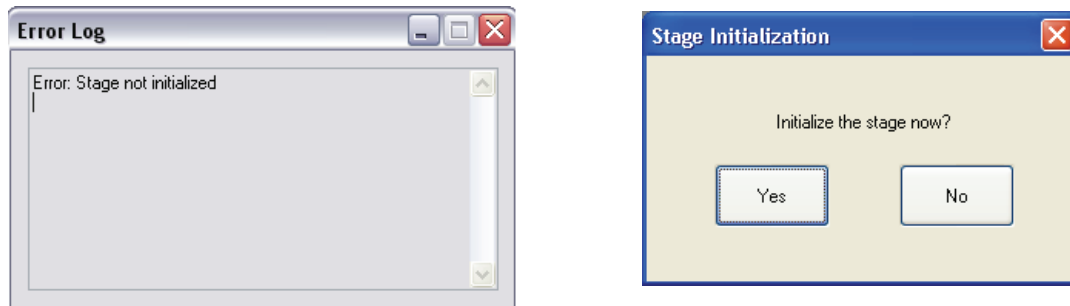 Error Log
Error: Stage not initialized
Stage Initialization
Initialize the stage now?
Yes
No